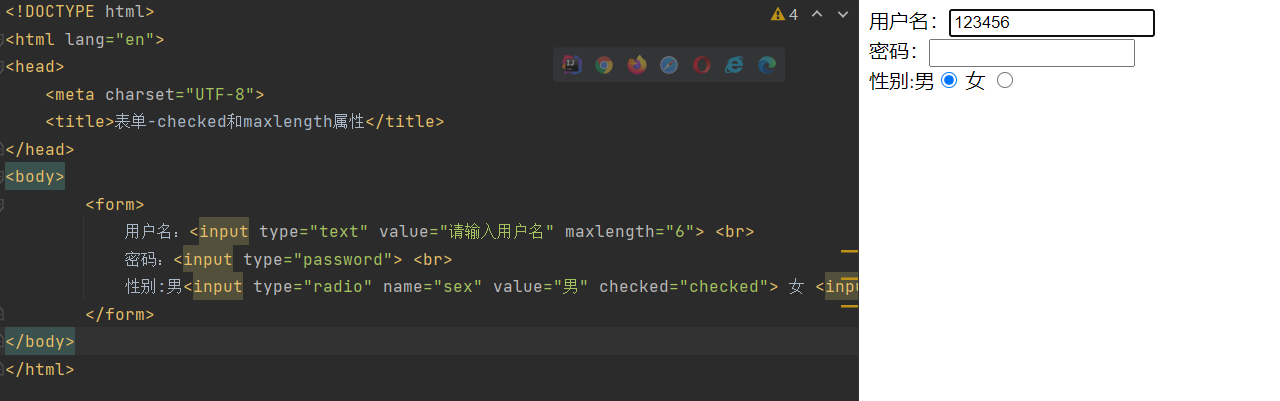 <!DOCTYPE html>
<html lang="en">
<head>
    <meta charset="UTF-8">
    <title>表单-checked和maxlength属性</title>
</head>
<body>
        <form>
            用户名：<input type="text" value="请输入用户名" maxlength="6"> <br>
            密码：<input type="password"> <br>
            性别:男<input type="radio" name="sex" value="男" checked="checked"> 女 <inpu
        </form>
</body>
</html>
4
用户名：123456
密码：
性别:男 女